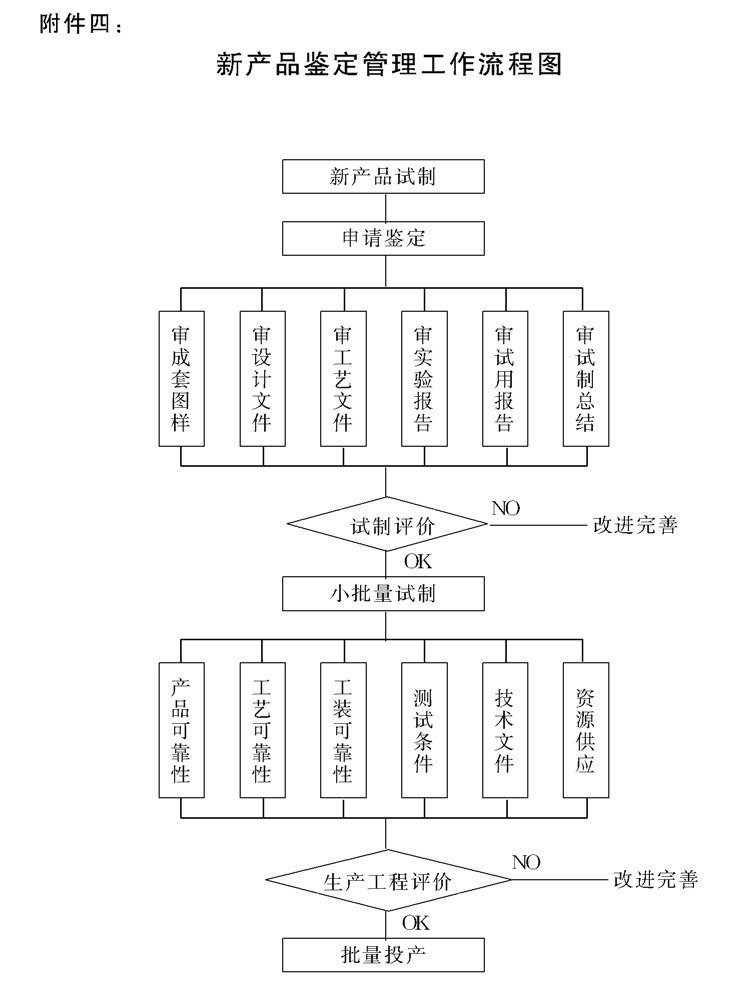 附件四：
新产品鉴定管理工作流程图
新产品试制
申请鉴定
审成套图样
审设计文件
审工艺文件
审实验报告
审试用报告
审试制总结
试制评价
NO
改进完善
OK
小批量试制
产品可靠性
工艺可靠性
工装可靠性
测试条件
技术文件
资源供应
生产工程评价
NO
改进完善
OK
批量投产